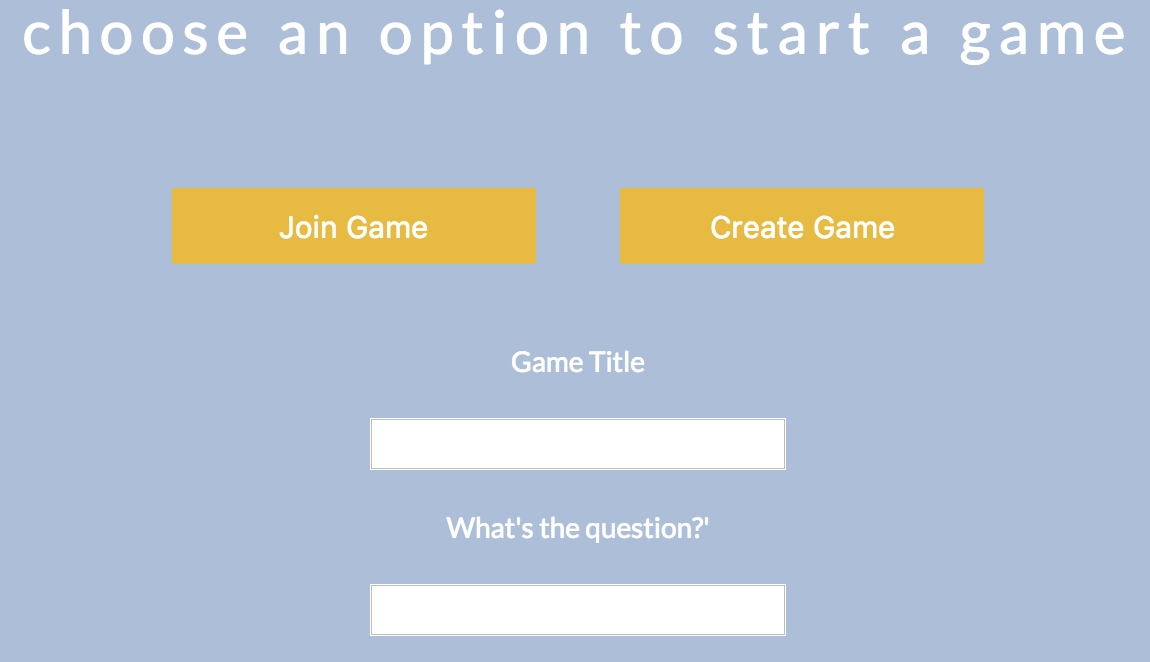 choose an option to start a game
Join Game
Create Game
Game Title
What's the question?'